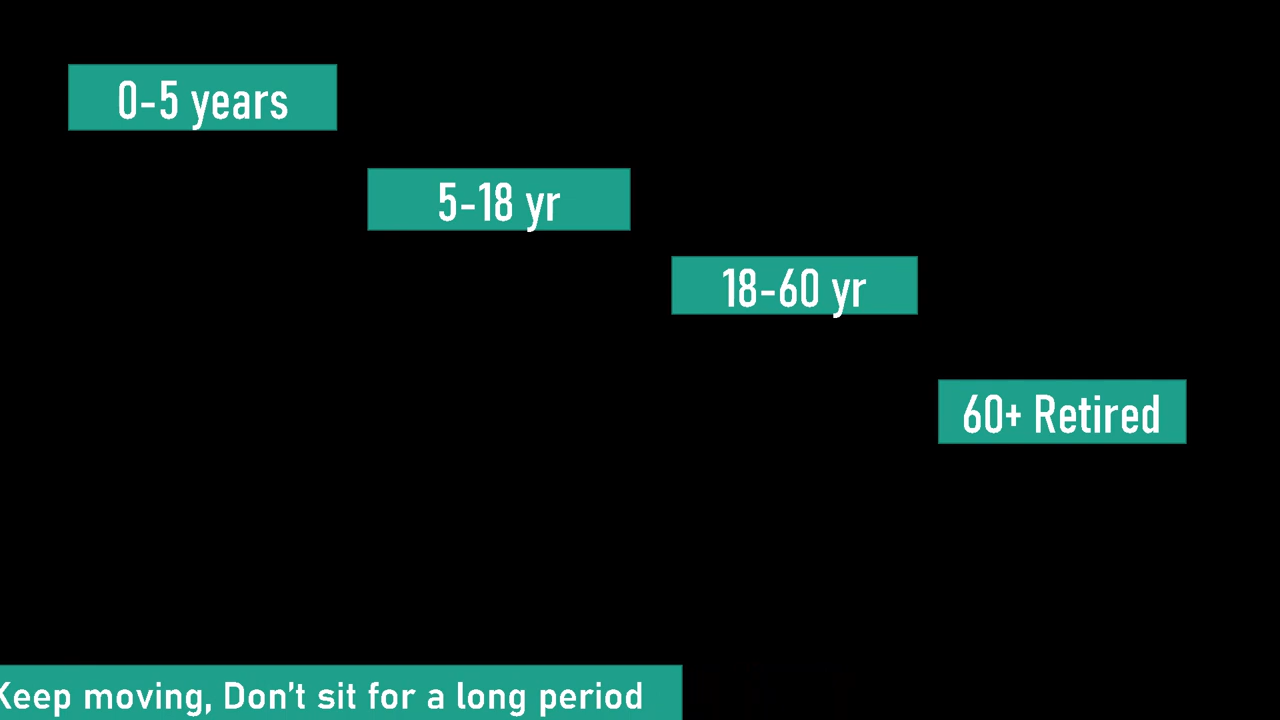 0-5 years
5-18 yr
18-60 yr
60+ Retired
Keep moving, Don't sit for a long period